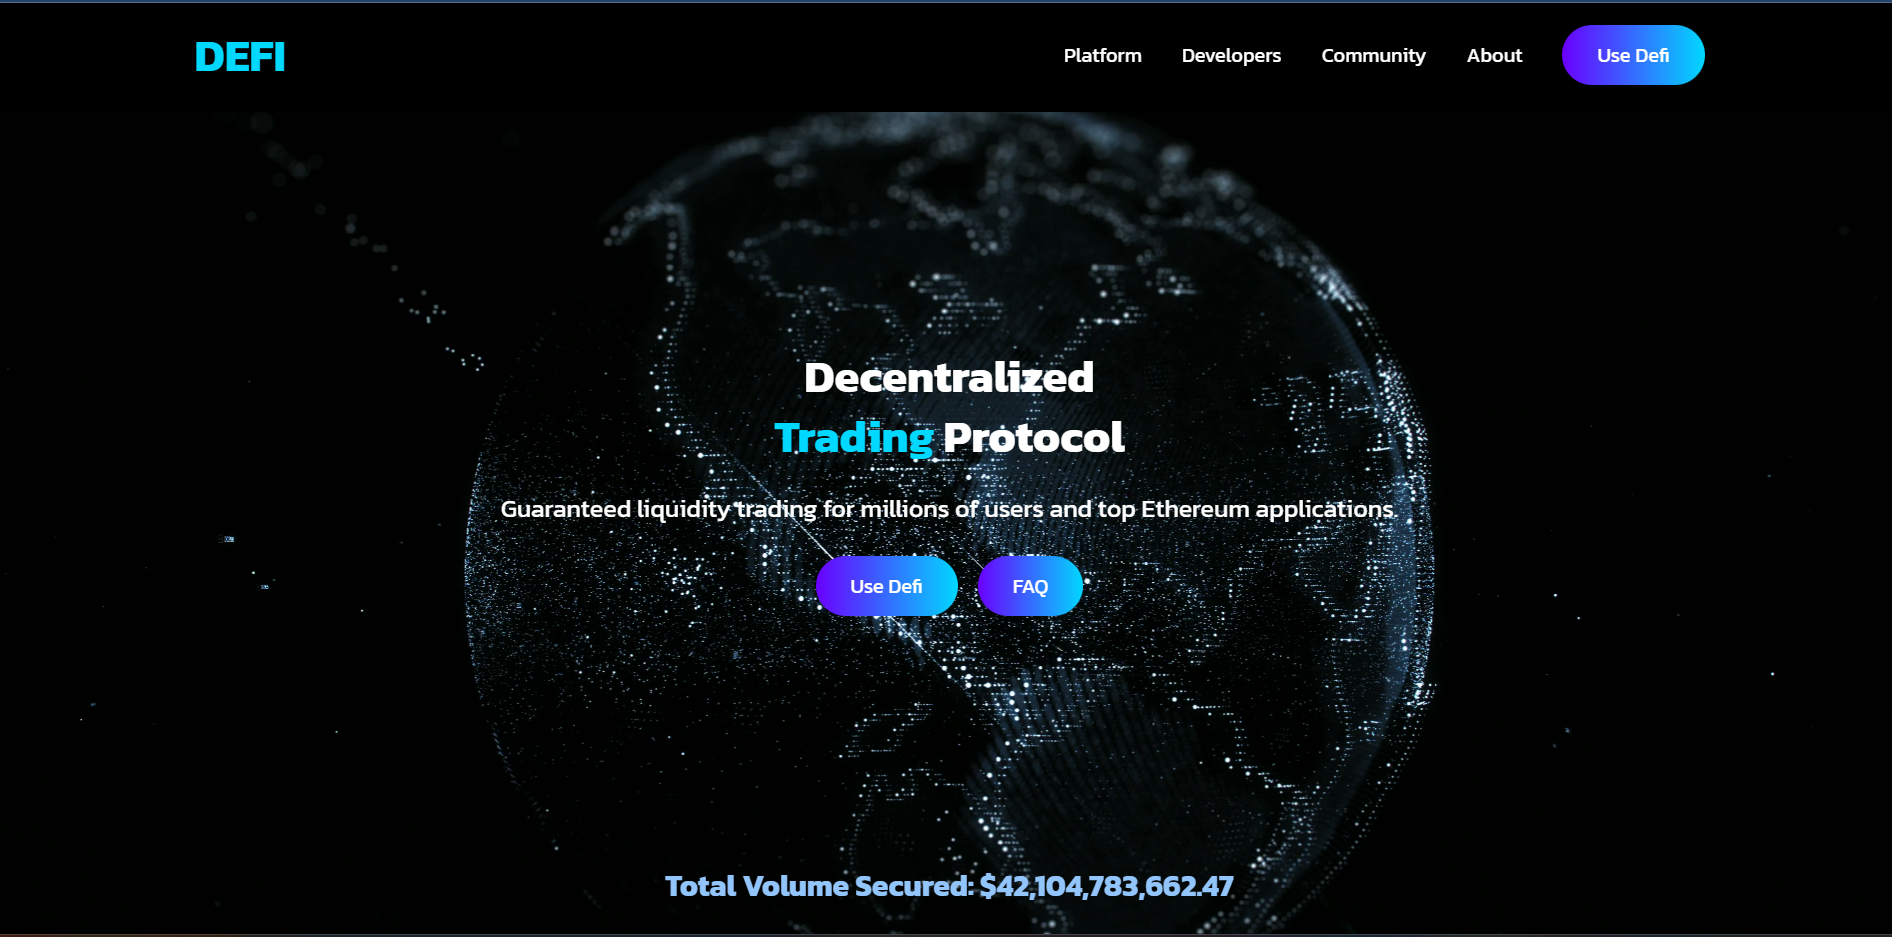 DEFI
Platform
Developers
Community
About
Use Defi
Decentralized
Trading Protocol
Guaranteed liquidity trading for millions of users and top Ethereum applications.
Use Defi
FAQ
Total Volume Secured: $42,104,783,662.47